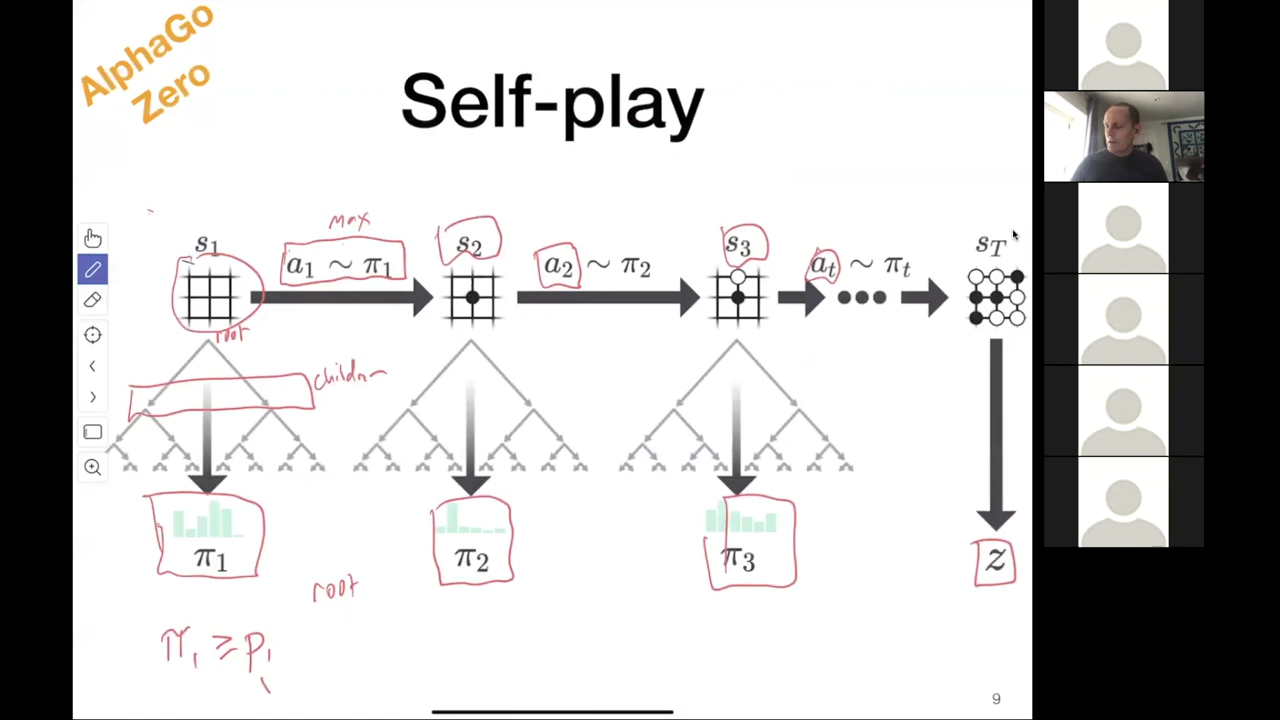 AlphaGo
Zero
Self-play
max
s₁
a₁ ∼ π₁
s₂
a₂ ∼ π₂
s₃
aₜ ∼ πₜ
s_T
root
children
π₁
π₂
π₃
z
root
π₁ ≥ p₁
9